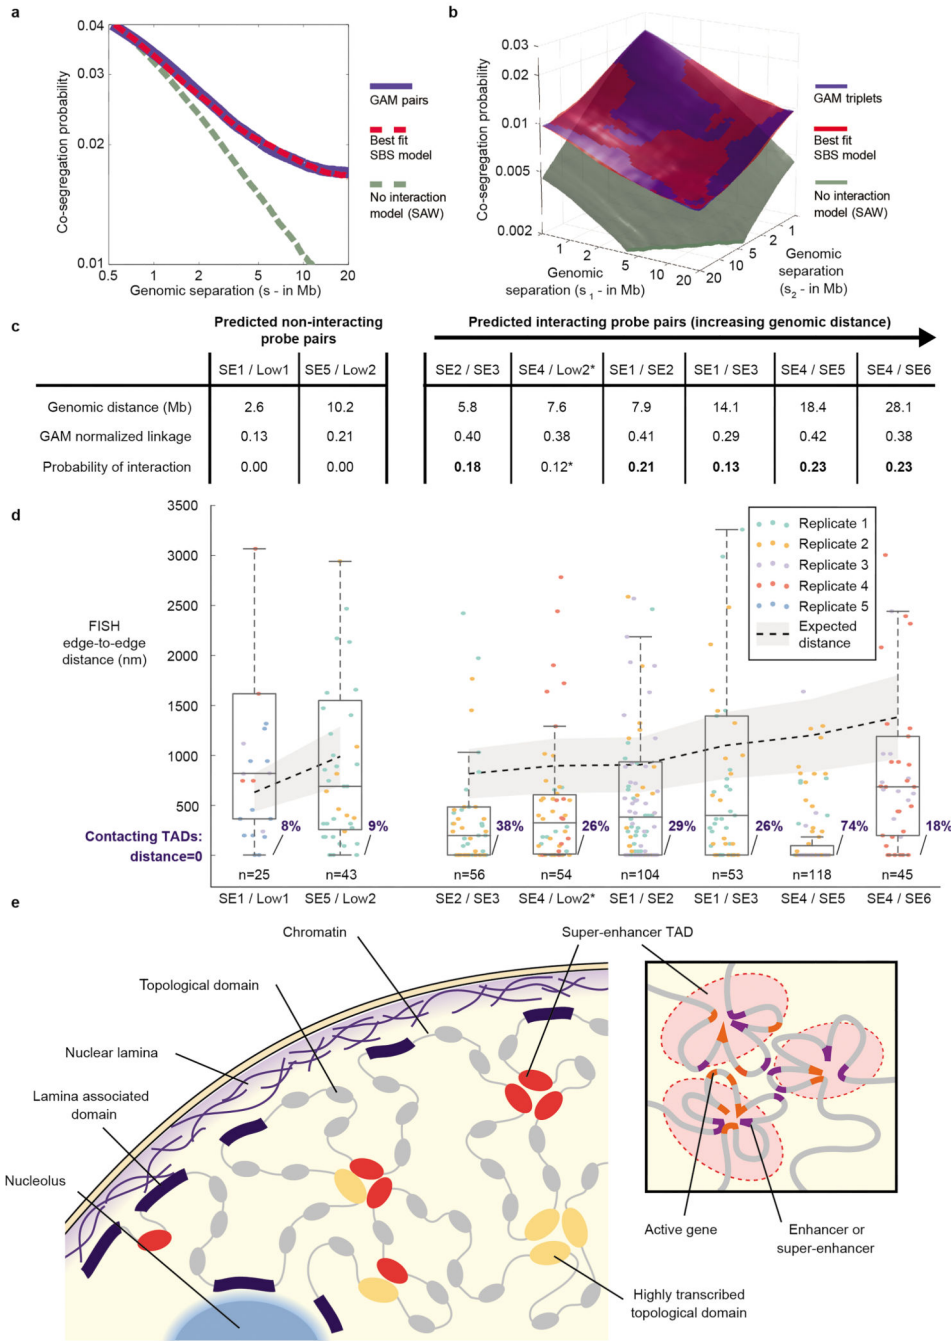 a
0.04
0.03
0.02
0.01
Co-segregation probability
0.5 1 2 5 10 20
Genomic separation (s - in Mb)
GAM pairs
Best fit
SBS model
No interaction
model (SAW)
b
0.03
0.02
0.01
0.005
0.002
Co-segregation probability
1 2 5 10 20
Genomic
separation (s1 - in Mb)
20 10 5 2 1
Genomic
separation
(s2 - in Mb)
GAM triplets
Best fit
SBS model
No interaction
model (SAW)
c
Predicted non-interacting
probe pairs
Predicted interacting probe pairs (increasing genomic distance)
SE1 / Low1 SE5 / Low2 SE2 / SE3 SE4 / Low2* SE1 / SE2 SE1 / SE3 SE4 / SE5 SE4 / SE6
Genomic distance (Mb) 2.6 10.2 5.8 7.6 7.9 14.1 18.4 28.1
GAM normalized linkage 0.13 0.21 0.40 0.38 0.41 0.29 0.42 0.38
Probability of interaction 0.00 0.00 0.18 0.12* 0.21 0.13 0.23 0.23
d
3500
3000
2500
2000
1500
1000
500
FISH
edge-to-edge
distance (nm)
Replicate 1
Replicate 2
Replicate 3
Replicate 4
Replicate 5
Expected
distance
Contacting TADs:
distance=0
8% 9% 38% 26% 29% 26% 74% 18%
n=25 n=43 n=56 n=54 n=104 n=53 n=118 n=45
SE1 / Low1 SE5 / Low2 SE2 / SE3 SE4 / Low2* SE1 / SE2 SE1 / SE3 SE4 / SE5 SE4 / SE6
e
Chromatin
Super-enhancer TAD
Topological domain
Nuclear lamina
Lamina associated
domain
Nucleolus
Active gene
Enhancer or
super-enhancer
Highly transcribed
topological domain